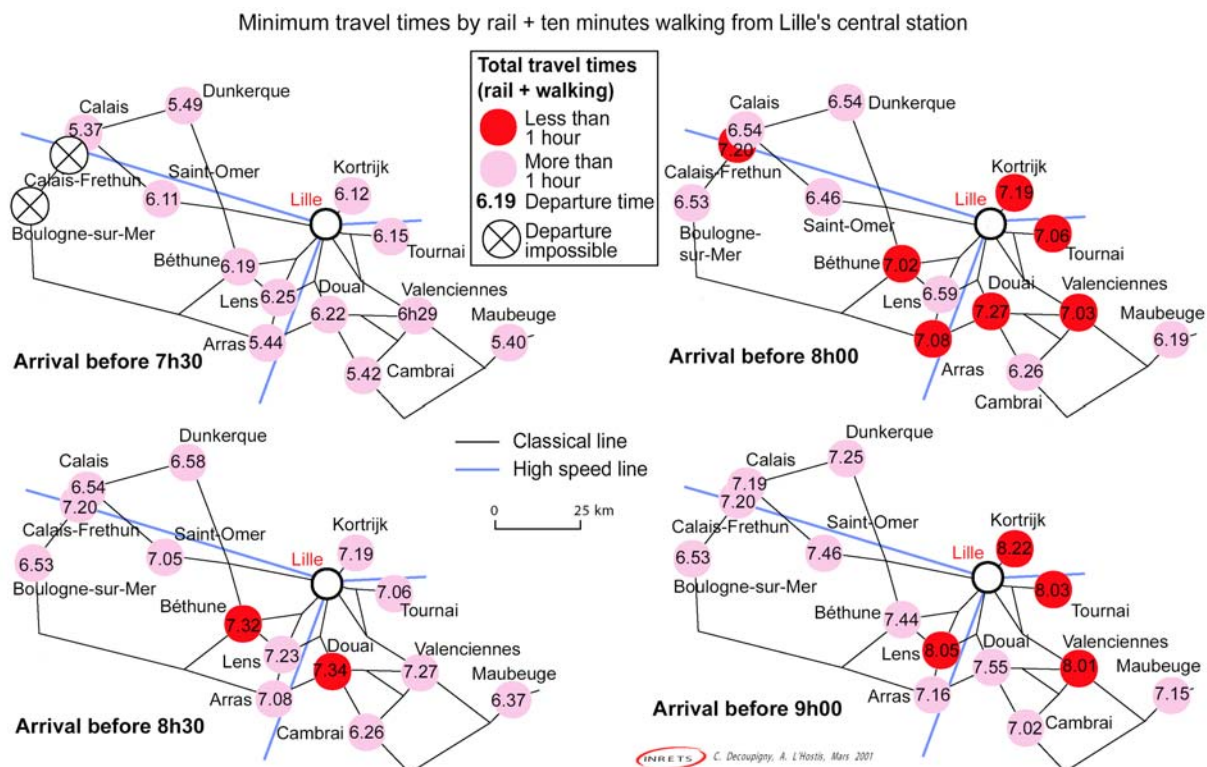 Minimum travel times by rail + ten minutes walking from Lille's central station
Total travel times
(rail + walking)
Less than
1 hour
More than
1 hour
6.19 Departure time
Departure
impossible
Calais
5.37
Dunkerque
5.49
Calais-Frethun
Saint-Omer
6.11
Boulogne-sur-Mer
Lille
Kortrijk
6.12
6.15
Tournai
Béthune
6.19
Lens
6.25
Douai
6.22
Valenciennes
6h29
Maubeuge
5.40
Arras
5.44
5.42
Cambrai
Arrival before 7h30
Calais
6.54
6.54
Dunkerque
7.20
Calais-Frethun
6.53
Boulogne-
sur-Mer
6.46
Saint-Omer
Lille
Kortrijk
7.19
7.06
Tournai
Béthune
7.02
Lens
6.59
Douai
7.27
Valenciennes
7.03
Maubeuge
6.19
7.08
Arras
6.26
Cambrai
Arrival before 8h00
Classical line
High speed line
0 25 km
Dunkerque
6.58
Calais
6.54
7.20
Calais-Frethun
Saint-Omer
7.05
6.53
Boulogne-sur-Mer
Lille
Kortrijk
7.19
7.06
Tournai
Béthune
7.32
Lens
7.23
Douai
7.34
Valenciennes
7.27
Maubeuge
6.37
Arras
7.08
Cambrai
6.26
Arrival before 8h30
Dunkerque
7.25
Calais
7.19
7.20
Calais-Frethun
Saint-Omer
7.46
6.53
Boulogne-sur-Mer
Lille
Kortrijk
8.22
8.03
Tournai
Béthune
7.44
Lens
8.05
Douai
7.55
Valenciennes
8.01
Maubeuge
7.15
Arras
7.16
7.02
Cambrai
Arrival before 9h00
INRETS C. Decoupigny, A. L'Hostis, Mars 2001